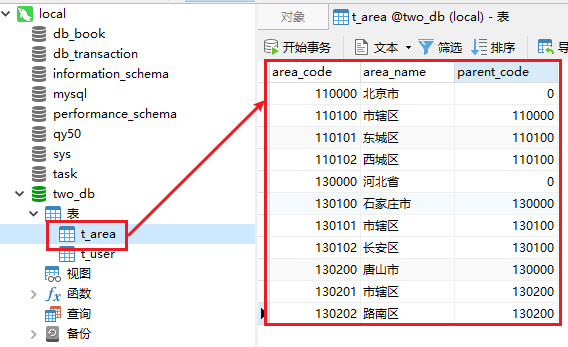 local
db_book
db_transaction
information_schema
mysql
performance_schema
qy50
sys
task
two_db
表
t_area
t_user
视图
fx 函数
查询
备份
对象 t_area @two_db (local) - 表
开始事务 文本 筛选 排序 导
area_code area_name parent_code
110000 北京市 0
110100 市辖区 110000
110101 东城区 110100
110102 西城区 110100
130000 河北省 0
130100 石家庄市 130000
130101 市辖区 130100
130102 长安区 130100
130200 唐山市 130000
130201 市辖区 130200
130202 路南区 130200